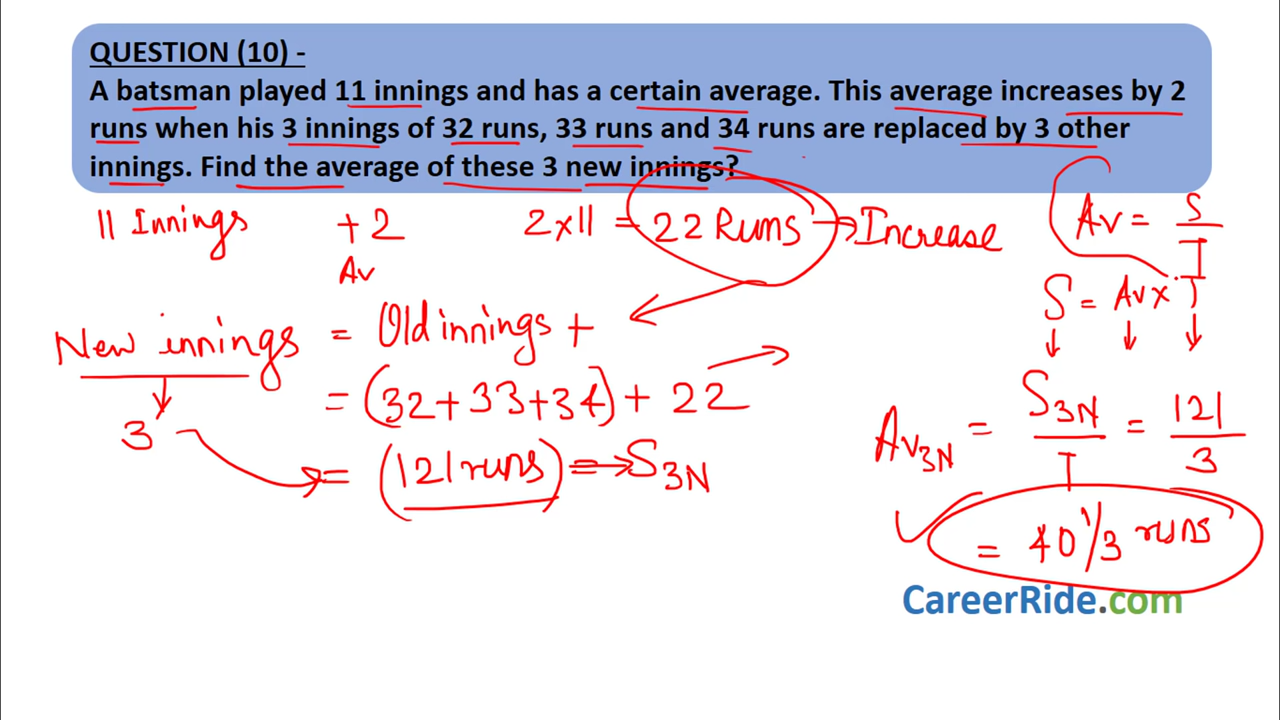 QUESTION (10) -
A batsman played 11 innings and has a certain average. This average increases by 2
runs when his 3 innings of 32 runs, 33 runs and 34 runs are replaced by 3 other
innings. Find the average of these 3 new innings?
11 Innings +2 2x11 = 22 Runs → Increase
Av
Av = S/T
S = Av x T
New innings = Old innings +
3
= (32+33+34) + 22
= (121 runs) ⇒ S3N
Av3N = S3N/T = 121/3
= 40 1/3 runs
CareerRide.com